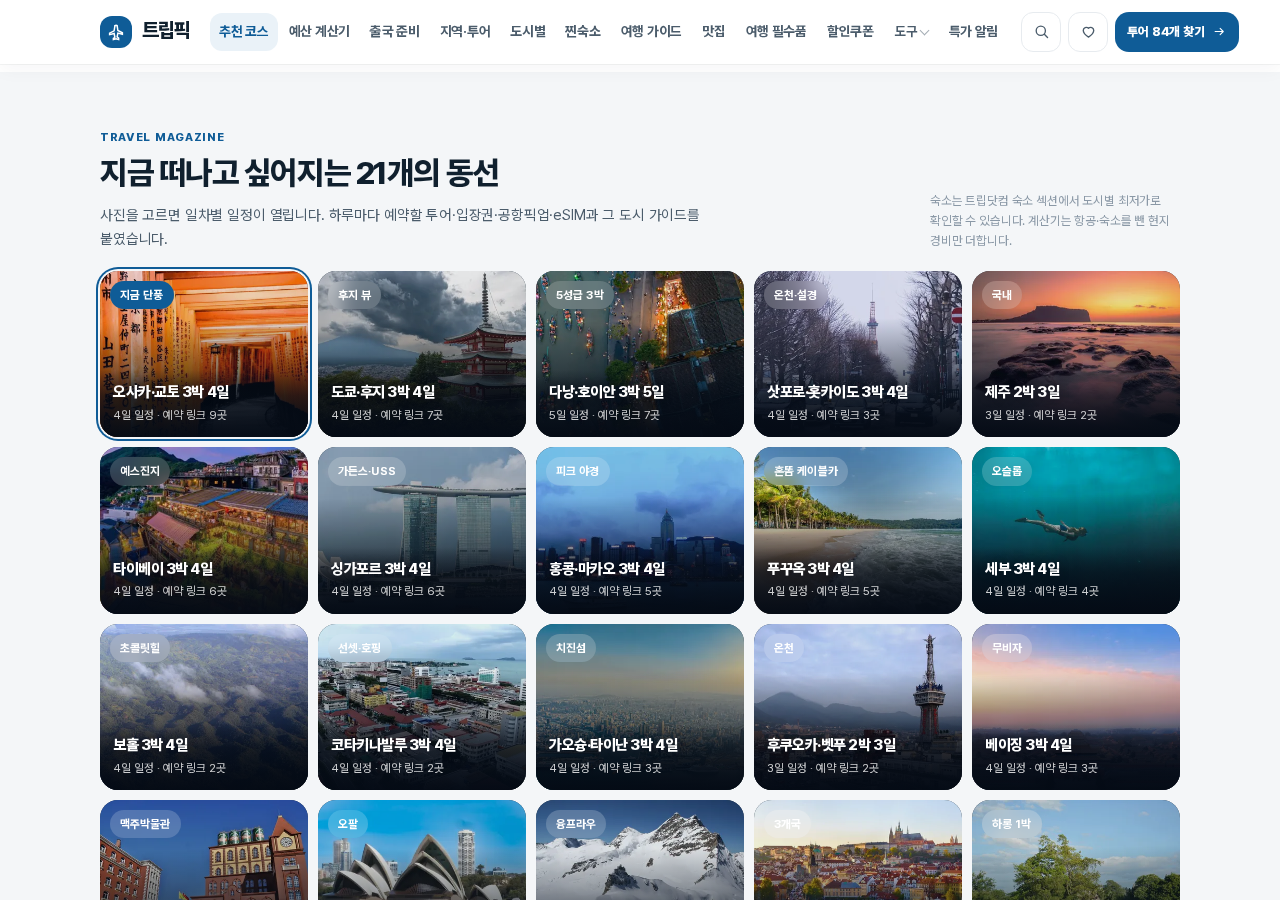 트립픽
추천 코스
예산 계산기
출국 준비
지역·투어
도시별
찐숙소
여행 가이드
맛집
여행 필수품
할인쿠폰
도구
특가 알림
투어 84개 찾기 →
TRAVEL MAGAZINE
지금 떠나고 싶어지는 21개의 동선
사진을 고르면 일차별 일정이 열립니다. 하루마다 예약할 투어·입장권·공항픽업·eSIM과 그 도시 가이드를
붙였습니다.
숙소는 트립닷컴 숙소 섹션에서 도시별 최저가로
확인할 수 있습니다. 계산기는 항공·숙소를 뺀 현지
경비만 더합니다.
지금 단풍
오사카·교토 3박 4일
4일 일정 · 예약 링크 9곳
후지 뷰
도쿄·후지 3박 4일
4일 일정 · 예약 링크 7곳
5성급 3박
다낭·호이안 3박 5일
5일 일정 · 예약 링크 7곳
온천·설경
삿포로·홋카이도 3박 4일
4일 일정 · 예약 링크 3곳
국내
제주 2박 3일
3일 일정 · 예약 링크 2곳
예스진지
타이베이 3박 4일
4일 일정 · 예약 링크 6곳
가든스·USS
싱가포르 3박 4일
4일 일정 · 예약 링크 6곳
피크 야경
홍콩·마카오 3박 4일
4일 일정 · 예약 링크 5곳
혼똠 케이블카
푸꾸옥 3박 4일
4일 일정 · 예약 링크 5곳
오슬롭
세부 3박 4일
4일 일정 · 예약 링크 4곳
초콜릿힐
보홀 3박 4일
4일 일정 · 예약 링크 2곳
선셋·호핑
코타키나발루 3박 4일
4일 일정 · 예약 링크 2곳
치진섬
가오슝·타이난 3박 4일
4일 일정 · 예약 링크 3곳
온천
후쿠오카·벳푸 2박 3일
3일 일정 · 예약 링크 2곳
무비자
베이징 3박 4일
4일 일정 · 예약 링크 3곳
맥주박물관
오팔
융프라우
3개국
하롱 1박